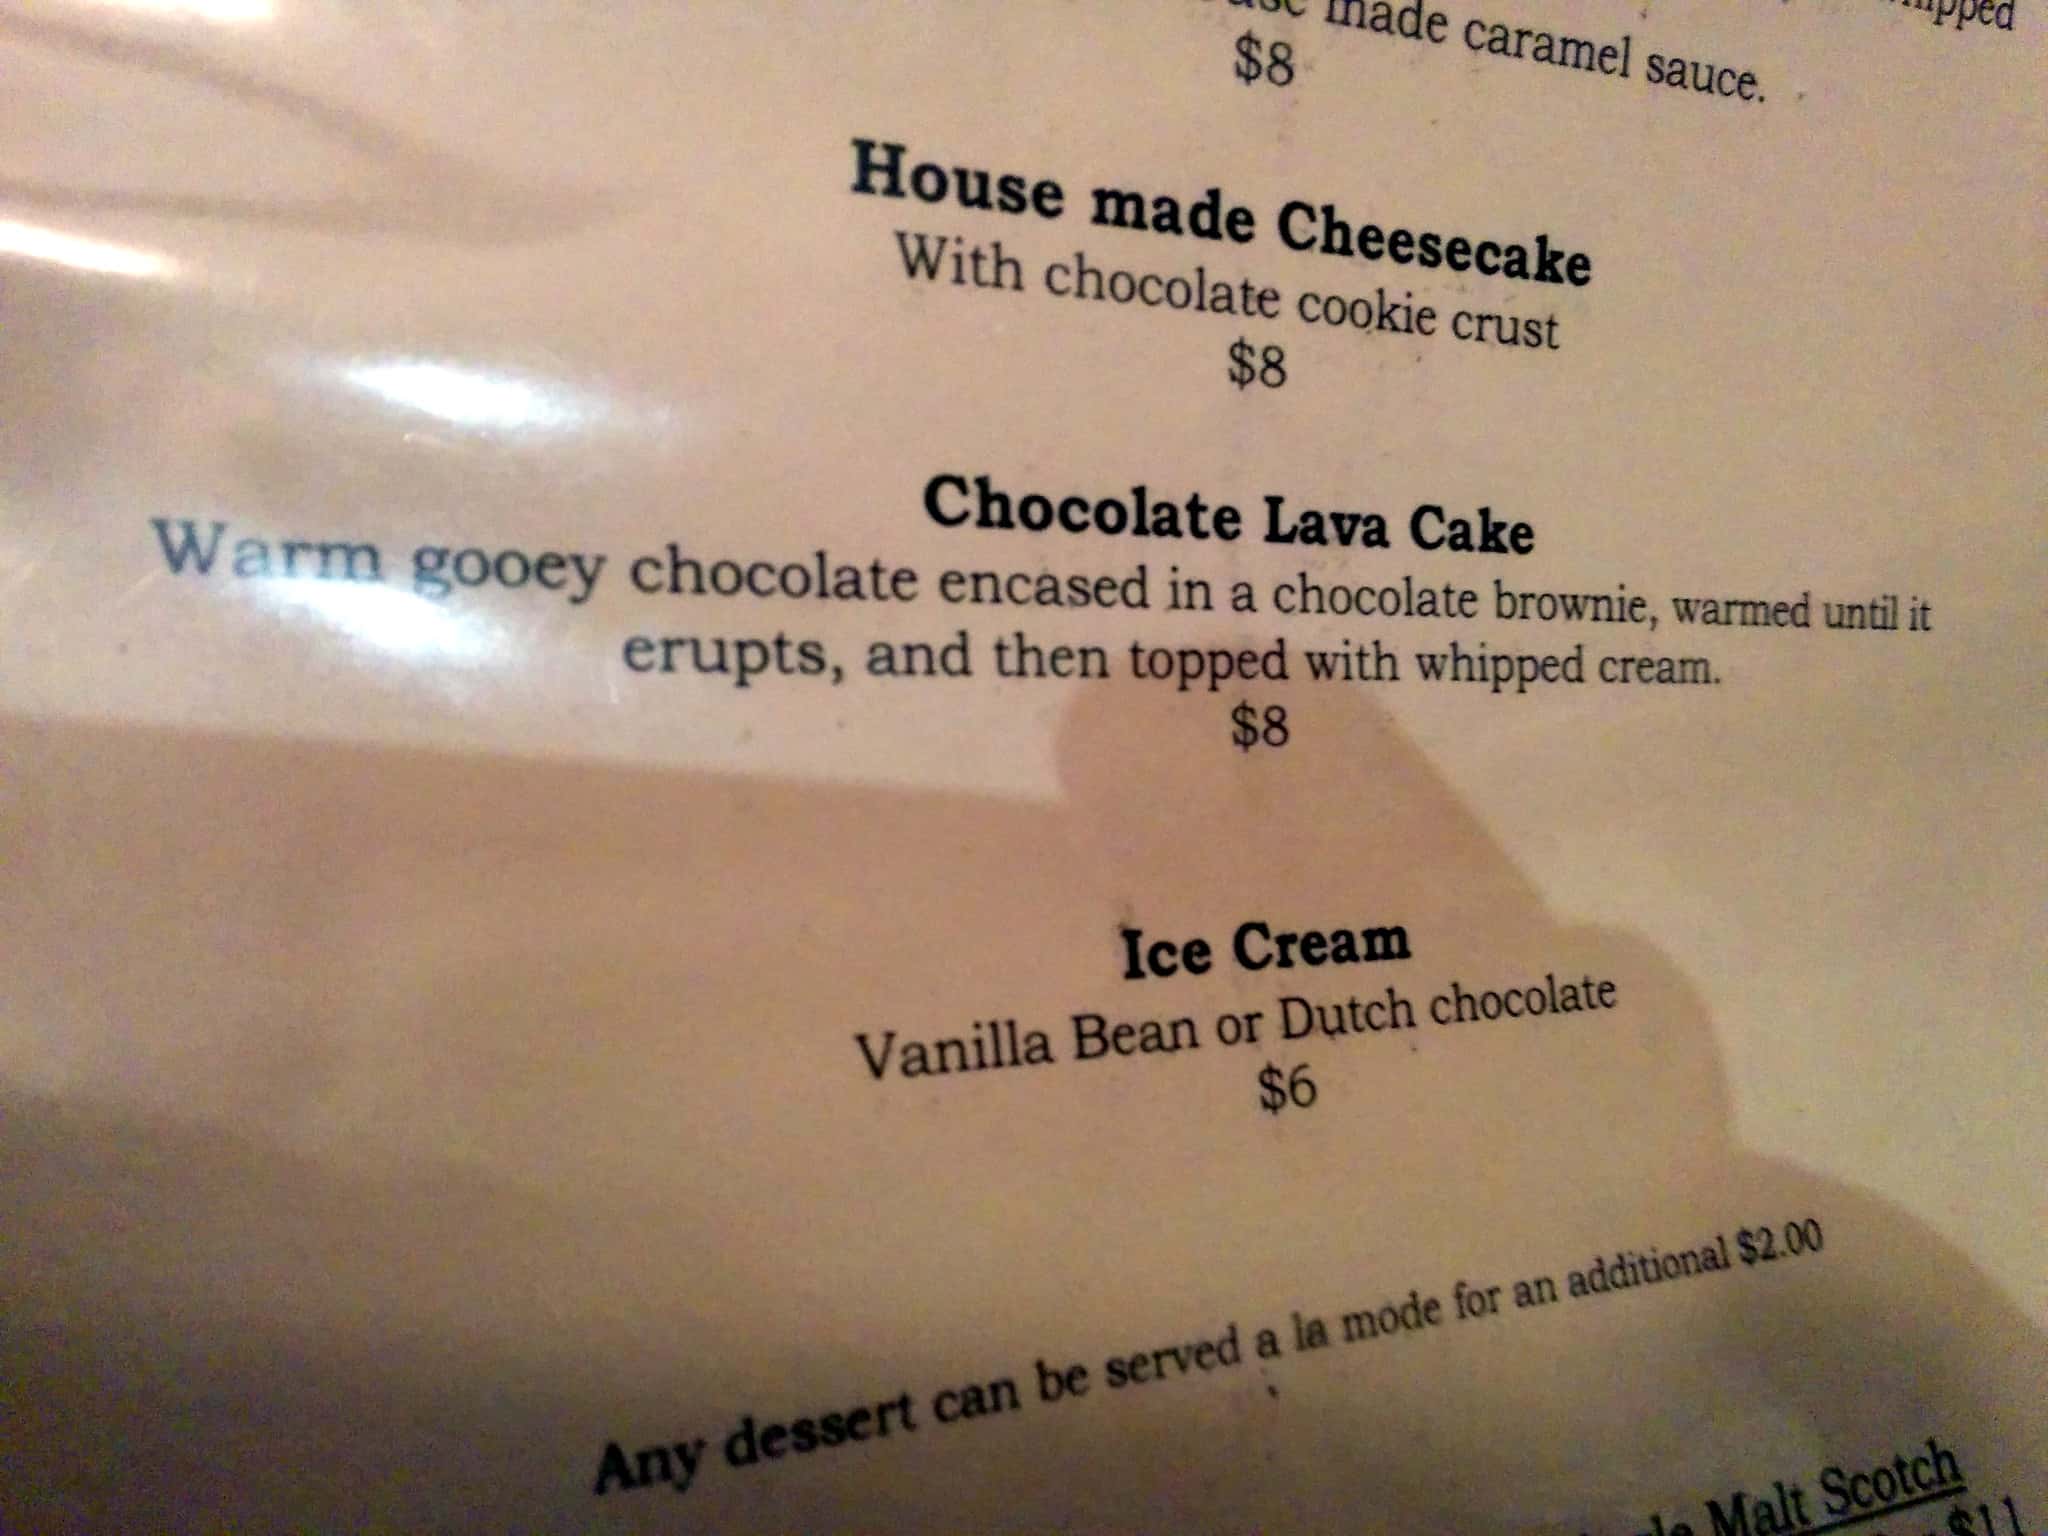 made caramel sauce.
$8
House made Cheesecake
With chocolate cookie crust
$8
Chocolate Lava Cake
Warm gooey chocolate encased in a chocolate brownie, warmed until it
erupts, and then topped with whipped cream.
$8
Ice Cream
Vanilla Bean or Dutch chocolate
$6
Any dessert can be served a la mode for an additional $2.00
Malt Scotch
$11